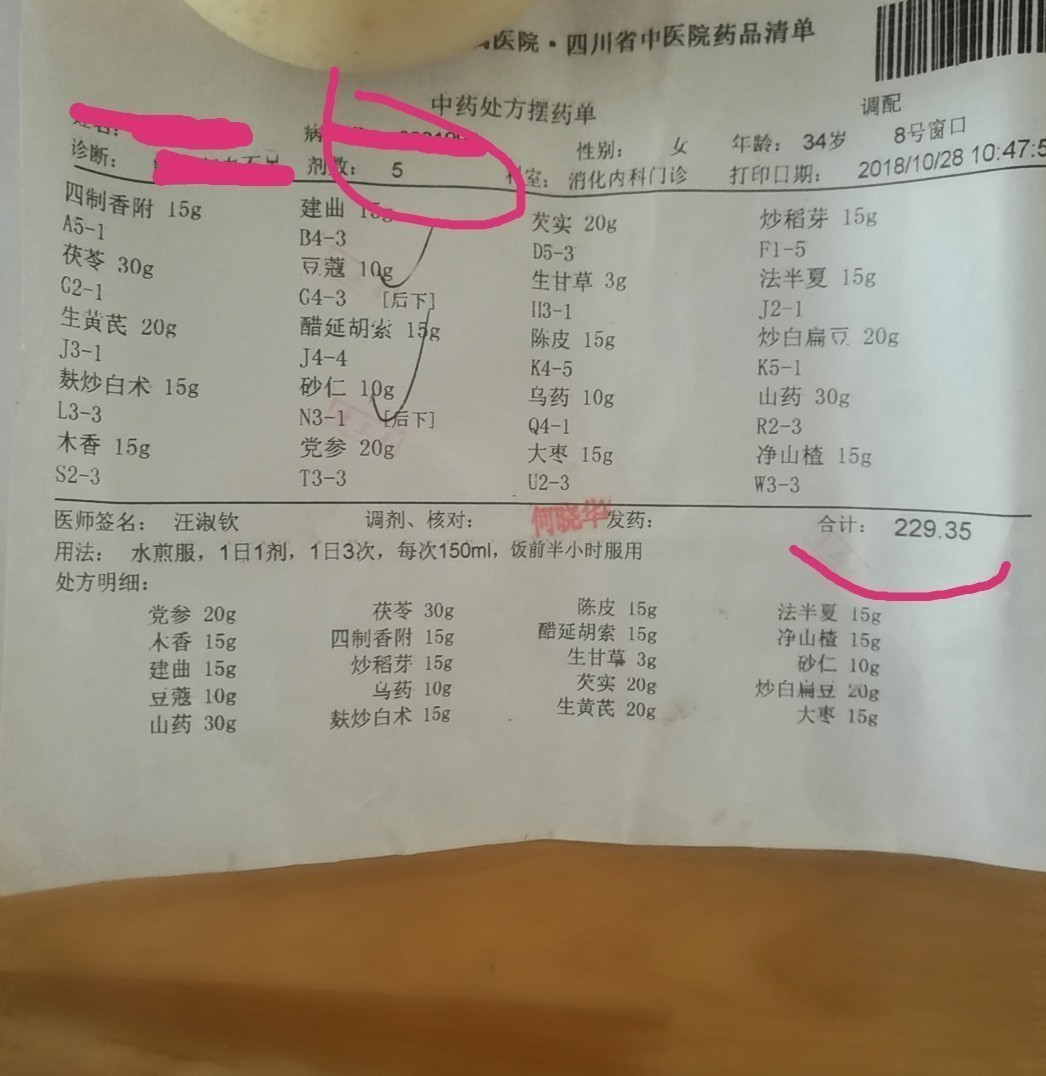 医院·四川省中医院药品清单
中药处方摆药单 调配
8号窗口
性别： 女 年龄： 34岁
诊断： 剂数： 5 室： 消化内科门诊 打印日期： 2018/10/28 10:47:5
四制香附 15g 建曲 15g 芡实 20g 炒稻芽 15g
A5-1 B4-3 D5-3 F1-5
茯苓 30g 豆蔻 10g 生甘草 3g 法半夏 15g
G2-1 G4-3 [后下] H3-1 J2-1
生黄芪 20g 醋延胡索 15g 陈皮 15g 炒白扁豆 20g
J3-1 J4-4 K4-5 K5-1
麸炒白术 15g 砂仁 10g 乌药 10g 山药 30g
L3-3 N3-1 [后下] Q4-1 R2-3
木香 15g 党参 20g 大枣 15g 净山楂 15g
S2-3 T3-3 U2-3 W3-3
医师签名： 汪淑钦 调剂、核对： 何晓华 发药： 合计： 229.35
用法： 水煎服，1日1剂，1日3次，每次150ml，饭前半小时服用
处方明细：
党参 20g 茯苓 30g 陈皮 15g 法半夏 15g
木香 15g 四制香附 15g 醋延胡索 15g 净山楂 15g
建曲 15g 炒稻芽 15g 生甘草 3g 砂仁 10g
豆蔻 10g 乌药 10g 芡实 20g 炒白扁豆 20g
山药 30g 麸炒白术 15g 生黄芪 20g 大枣 15g